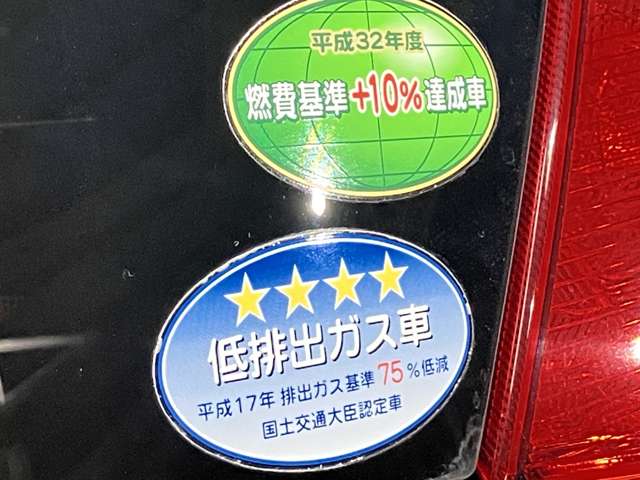 平成32年度
燃費基準+10%達成車
低排出ガス車
平成17年 排出ガス基準75%低減
国土交通大臣認定車